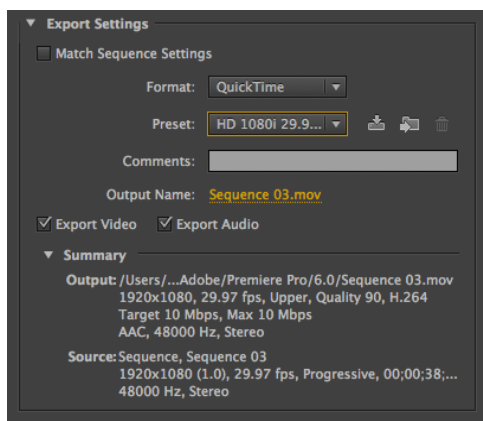 Export Settings
Match Sequence Settings
Format: QuickTime
Preset: HD 1080i 29.9...
Comments:
Output Name: Sequence 03.mov
Export Video Export Audio
Summary
Output: /Users/...Adobe/Premiere Pro/6.0/Sequence 03.mov
1920x1080, 29.97 fps, Upper, Quality 90, H.264
Target 10 Mbps, Max 10 Mbps
AAC, 48000 Hz, Stereo
Source: Sequence, Sequence 03
1920x1080 (1.0), 29.97 fps, Progressive, 00;00;38;...
48000 Hz, Stereo